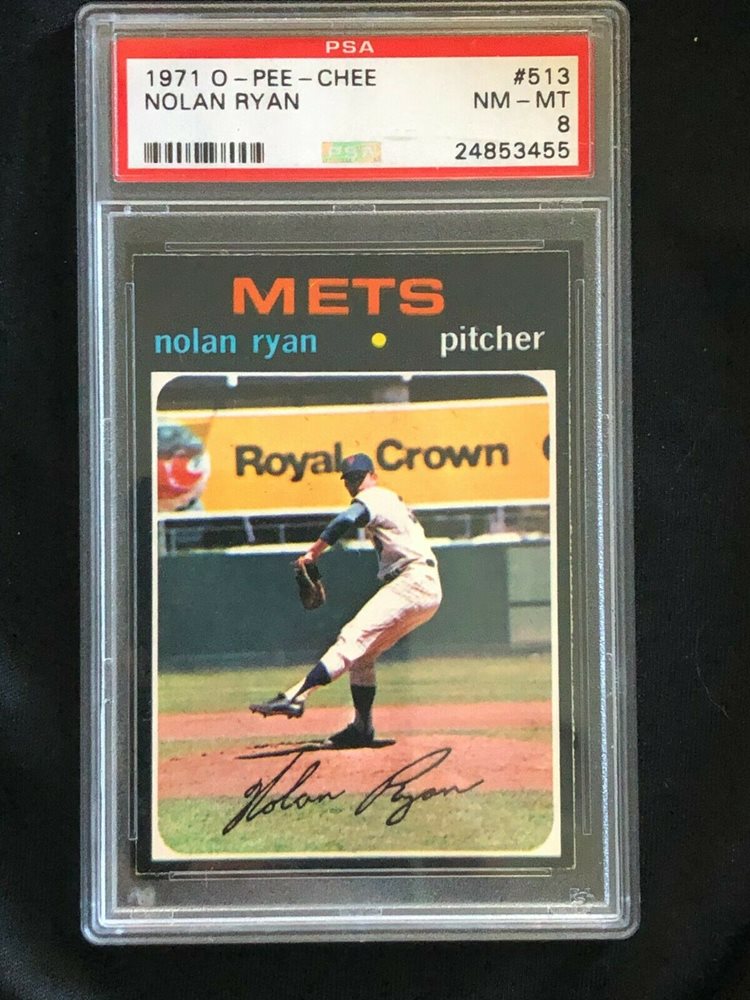 PSA
1971 O-PEE-CHEE #513
NOLAN RYAN NM-MT
8
PSA 24853455
METS
nolan ryan • pitcher
Royal Crown
Nolan Ryan